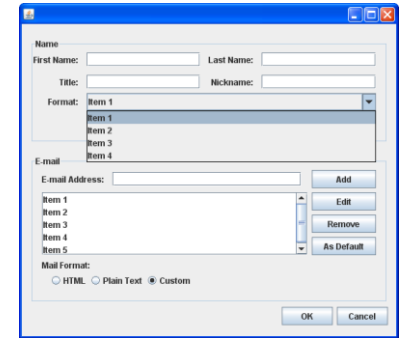 Name
First Name: Last Name:
Title: Nickname:
Format: Item 1
Item 1
Item 2
Item 3
Item 4
E-mail
E-mail Address: Add
Item 1 Edit
Item 2
Item 3 Remove
Item 4
Item 5 As Default
Mail Format:
HTML Plain Text Custom
OK Cancel